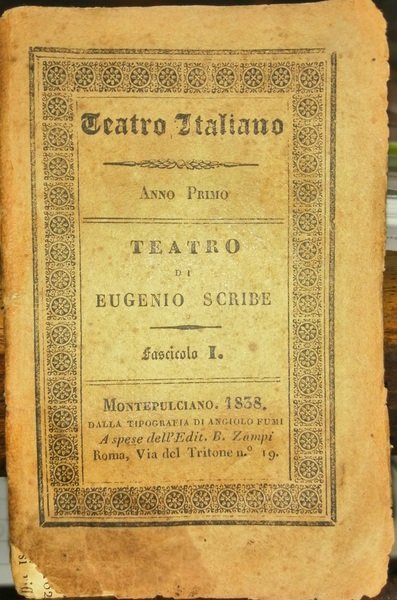 Teatro Italiano
ANNO PRIMO
TEATRO
DI
EUGENIO SCRIBE
Fascicolo I.
MONTEPULCIANO. 1838.
DALLA TIPOGRAFIA DI ANGIOLO FUMI
A spese dell'Edit. B. Zampi
Roma, Via del Tritone n.º 19.